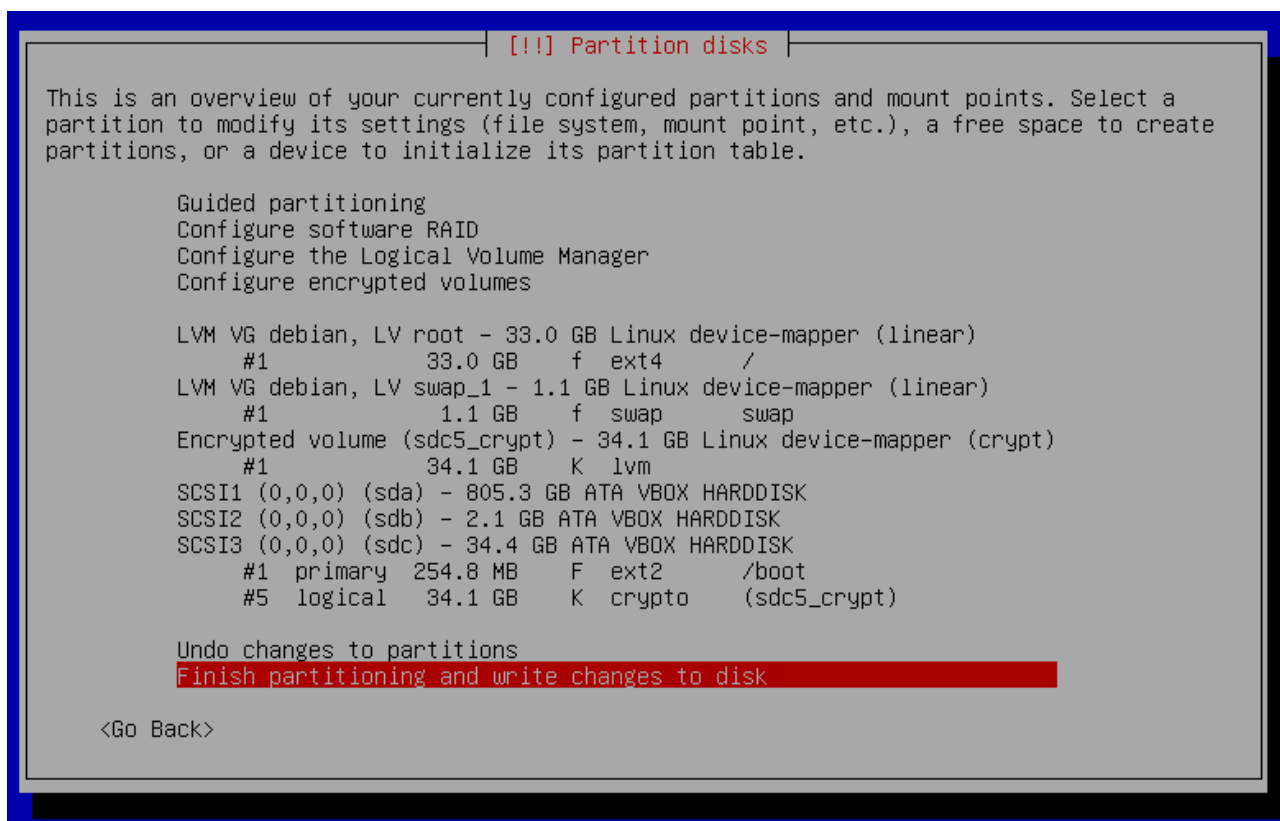 [!!] Partition disks
This is an overview of your currently configured partitions and mount points. Select a
partition to modify its settings (file system, mount point, etc.), a free space to create
partitions, or a device to initialize its partition table.
Guided partitioning
Configure software RAID
Configure the Logical Volume Manager
Configure encrypted volumes
LVM VG debian, LV root – 33.0 GB Linux device-mapper (linear)
#1 33.0 GB f ext4 /
LVM VG debian, LV swap_1 – 1.1 GB Linux device-mapper (linear)
#1 1.1 GB f swap swap
Encrypted volume (sdc5_crypt) – 34.1 GB Linux device-mapper (crypt)
#1 34.1 GB K lvm
SCSI1 (0,0,0) (sda) – 805.3 GB ATA VBOX HARDDISK
SCSI2 (0,0,0) (sdb) – 2.1 GB ATA VBOX HARDDISK
SCSI3 (0,0,0) (sdc) – 34.4 GB ATA VBOX HARDDISK
#1 primary 254.8 MB F ext2 /boot
#5 logical 34.1 GB K crypto (sdc5_crypt)
Undo changes to partitions
Finish partitioning and write changes to disk
<Go Back>